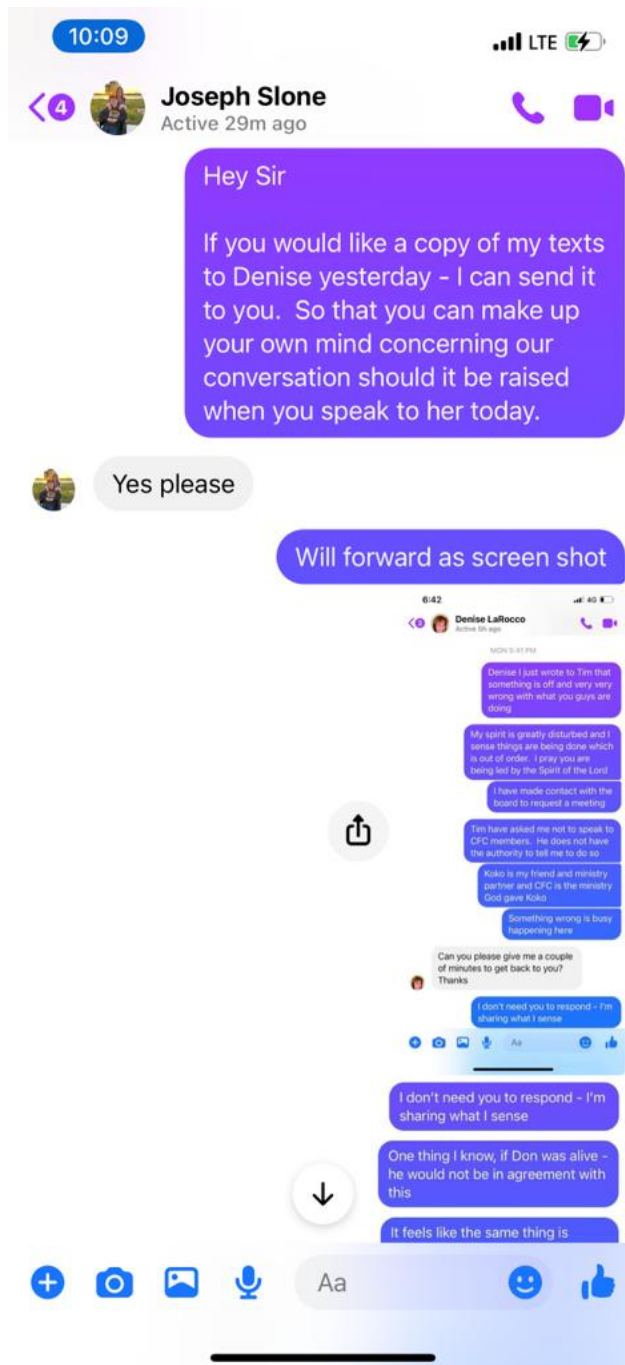 10:09
LTE
4
Joseph Slone
Active 29m ago
Hey Sir
If you would like a copy of my texts
to Denise yesterday - I can send it
to you.  So that you can make up
your own mind concerning our
conversation should it be raised
when you speak to her today.
Yes please
Will forward as screen shot
6:42
4G
Denise LaRocco
Active 5h ago
MON 5:41 PM
Denise I just wrote to Tim that
something is off and very very
wrong with what you guys are
doing
My spirit is greatly disturbed and I
sense things are being done which
is out of order.  I pray you are
being led by the Spirit of the Lord
I have made contact with the
board to request a meeting
Tim have asked me not to speak to
CFC members.  He does not have
the authority to tell me to do so
Koko is my friend and ministry
partner and CFC is the ministry
God gave Koko
Something wrong is busy
happening here
Can you please give me a couple
of minutes to get back to you?
Thanks
I don't need you to respond - I'm
sharing what I sense
Aa
I don't need you to respond - I'm
sharing what I sense
One thing I know, if Don was alive -
he would not be in agreement with
this
It feels like the same thing is
Aa